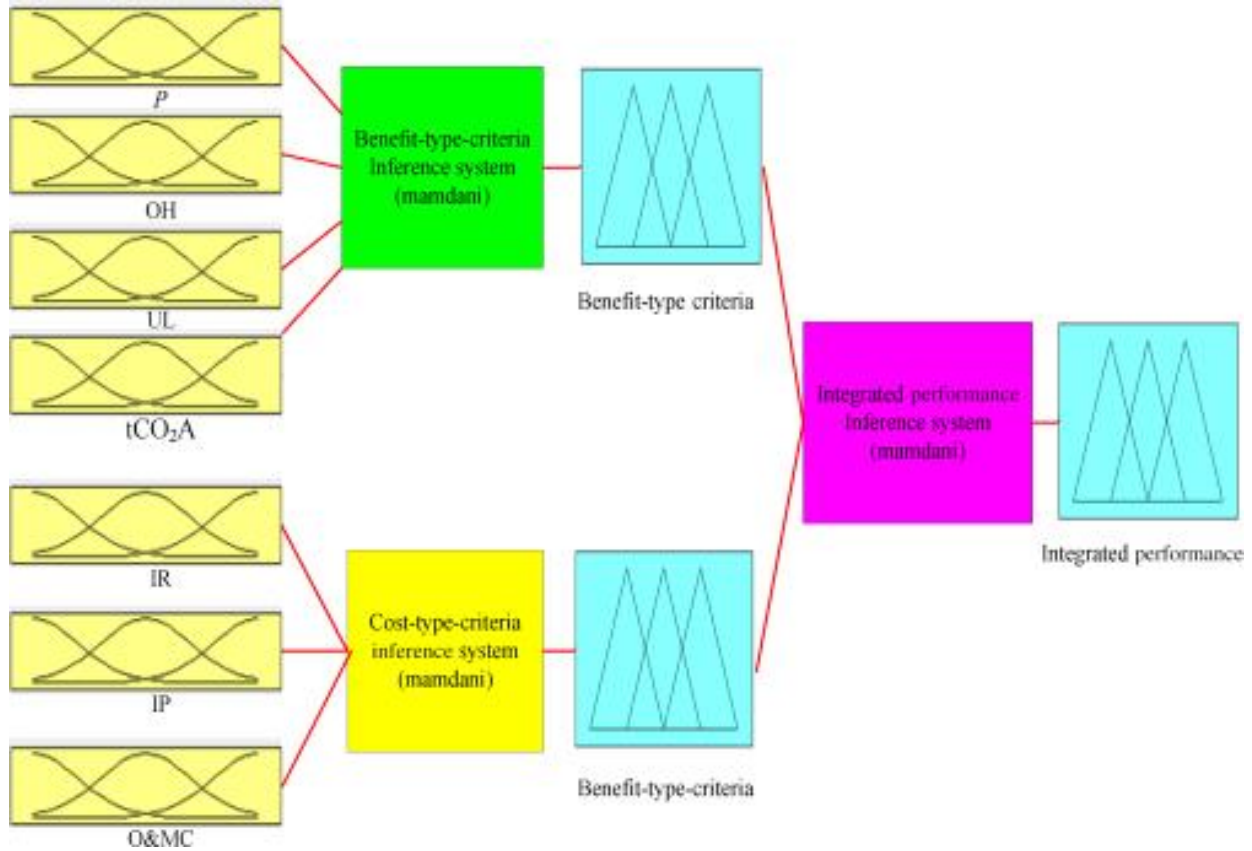 P
OH
UL
tCO₂A
IR
IP
O&MC
Benefit-type-criteria
Inference system
(mamdani)
Benefit-type criteria
Cost-type-criteria
inference system
(mamdani)
Benefit-type-criteria
Integrated performance
Inference system
(mamdani)
Integrated performance